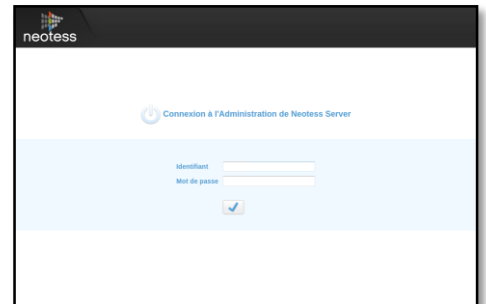 neotess
Connexion à l'Administration de Neotess Server
Identifiant
Mot de passe